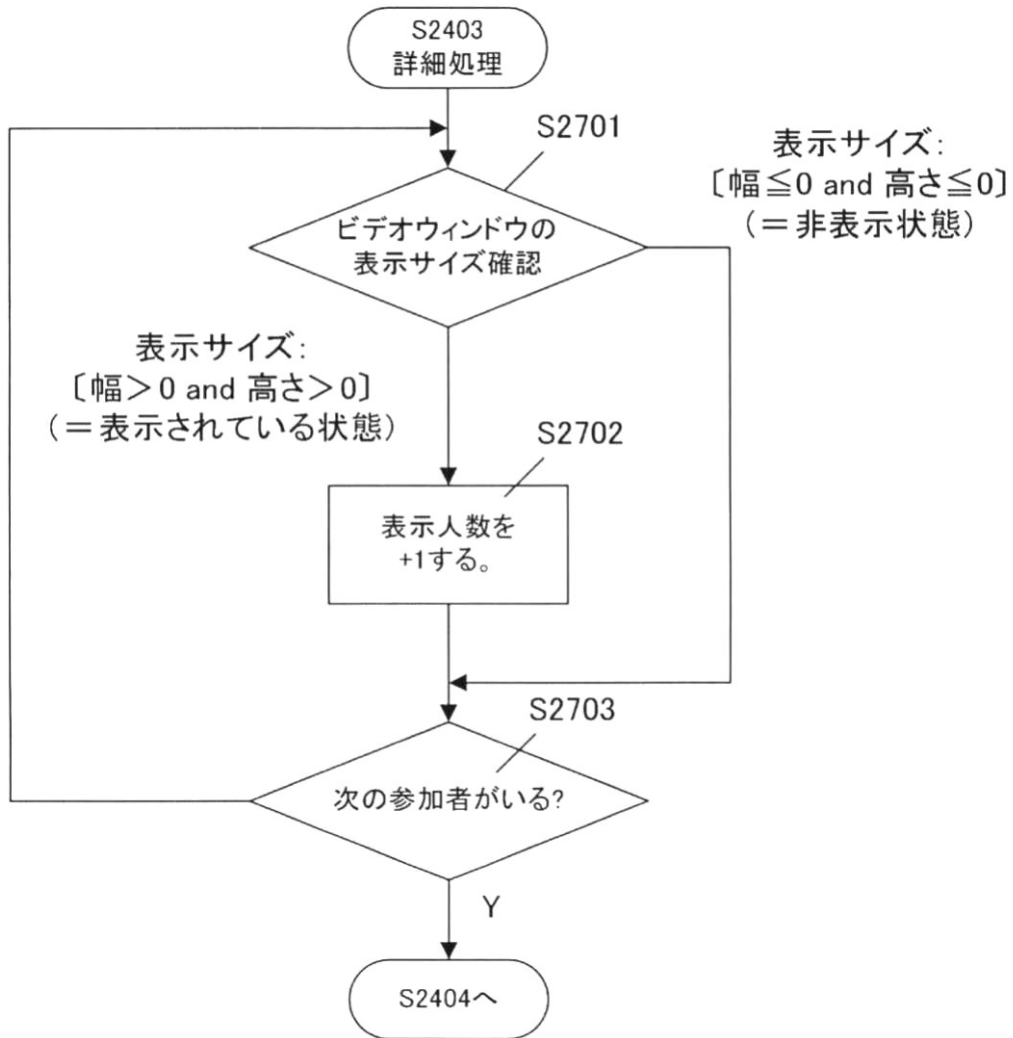 S2403
詳細処理
S2701
表示サイズ:
〔幅≦0 and 高さ≦0〕
(＝非表示状態)
ビデオウィンドウの
表示サイズ確認
表示サイズ:
〔幅＞0 and 高さ＞0〕
(＝表示されている状態)
S2702
表示人数を
+1する。
S2703
次の参加者がいる?
Y
S2404へ